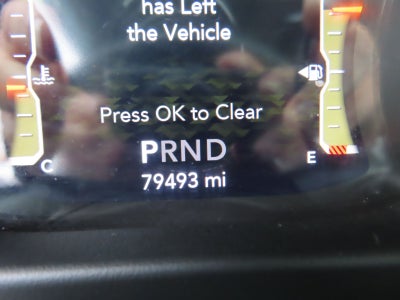 has Left
the Vehicle
Press OK to Clear
PRND
C
E
79493 mi